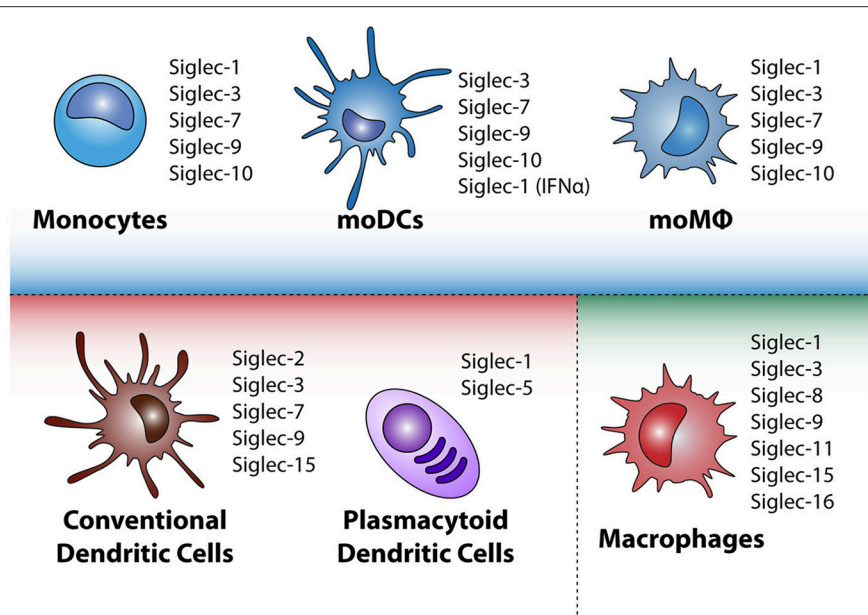 Siglec-1
Siglec-3
Siglec-7
Siglec-9
Siglec-10
Monocytes
Siglec-3
Siglec-7
Siglec-9
Siglec-10
Siglec-1 (IFNα)
moDCs
Siglec-1
Siglec-3
Siglec-7
Siglec-9
Siglec-10
moMΦ
Siglec-2
Siglec-3
Siglec-7
Siglec-9
Siglec-15
Conventional
Dendritic Cells
Siglec-1
Siglec-5
Plasmacytoid
Dendritic Cells
Siglec-1
Siglec-3
Siglec-8
Siglec-9
Siglec-11
Siglec-15
Siglec-16
Macrophages